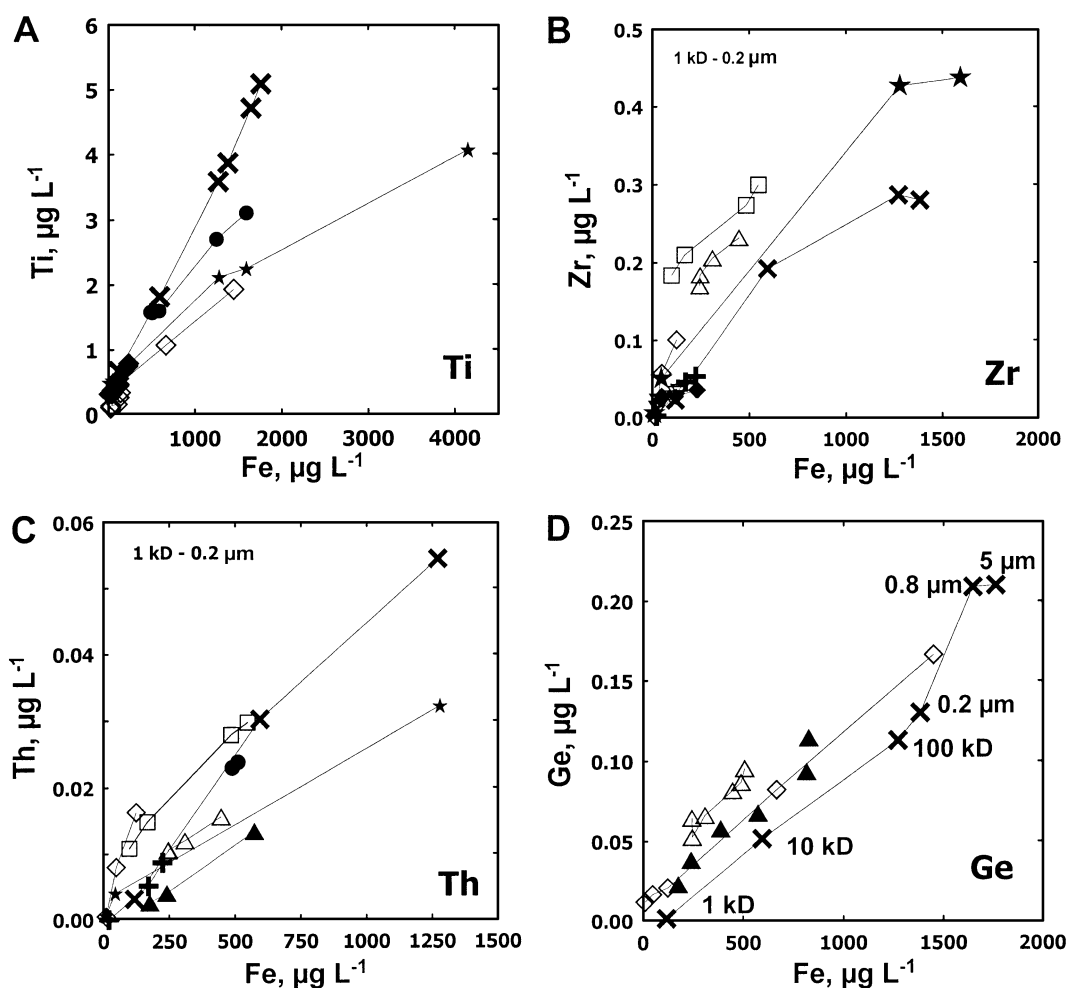 A
6
5
4
3
2
1
0
Ti, µg L⁻¹
Ti
1000
2000
3000
4000
Fe, µg L⁻¹
B
0.5
0.4
0.3
0.2
0.1
0.0
Zr, µg L⁻¹
1 kD - 0.2 µm
Zr
0
500
1000
1500
2000
Fe, µg L⁻¹
C
0.06
0.04
0.02
0.00
Th, µg L⁻¹
1 kD - 0.2 µm
Th
0
250
500
750
1000
1250
1500
Fe, µg L⁻¹
D
0.25
0.20
0.15
0.10
0.05
0.00
Ge, µg L⁻¹
5 µm
0.8 µm
0.2 µm
100 kD
10 kD
1 kD
Ge
0
500
1000
1500
2000
Fe, µg L⁻¹